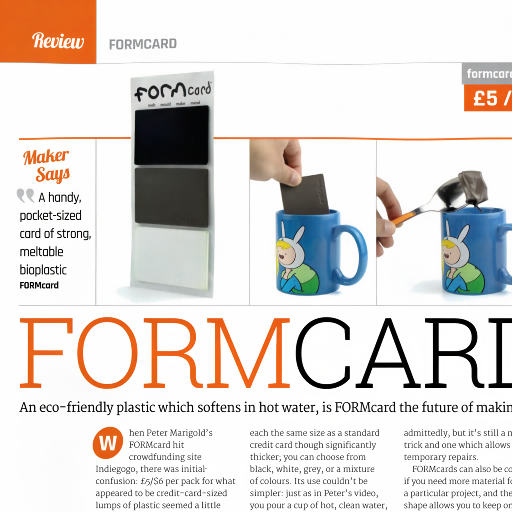 Review
FORMCARD
formcard
£5 /
form card
melt mould make mend
Maker
Says
A handy,
pocket-sized
card of strong,
meltable
bioplastic
FORMcard
FORMCARD
An eco-friendly plastic which softens in hot water, is FORMcard the future of makin
When Peter Marigold's
FORMcard hit
crowdfunding site
Indiegogo, there was initial
confusion: £5/$6 per pack for what
appeared to be credit-card-sized
lumps of plastic seemed a little
each the same size as a standard
credit card though significantly
thicker; you can choose from
black, white, grey, or a mixture
of colours. Its use couldn't be
simpler: just as in Peter's video,
you pour a cup of hot, clean water,
admittedly, but it's still a n
trick and one which allows
temporary repairs.
FORMcards can also be co
if you need more material fo
a particular project, and the
shape allows you to keep on